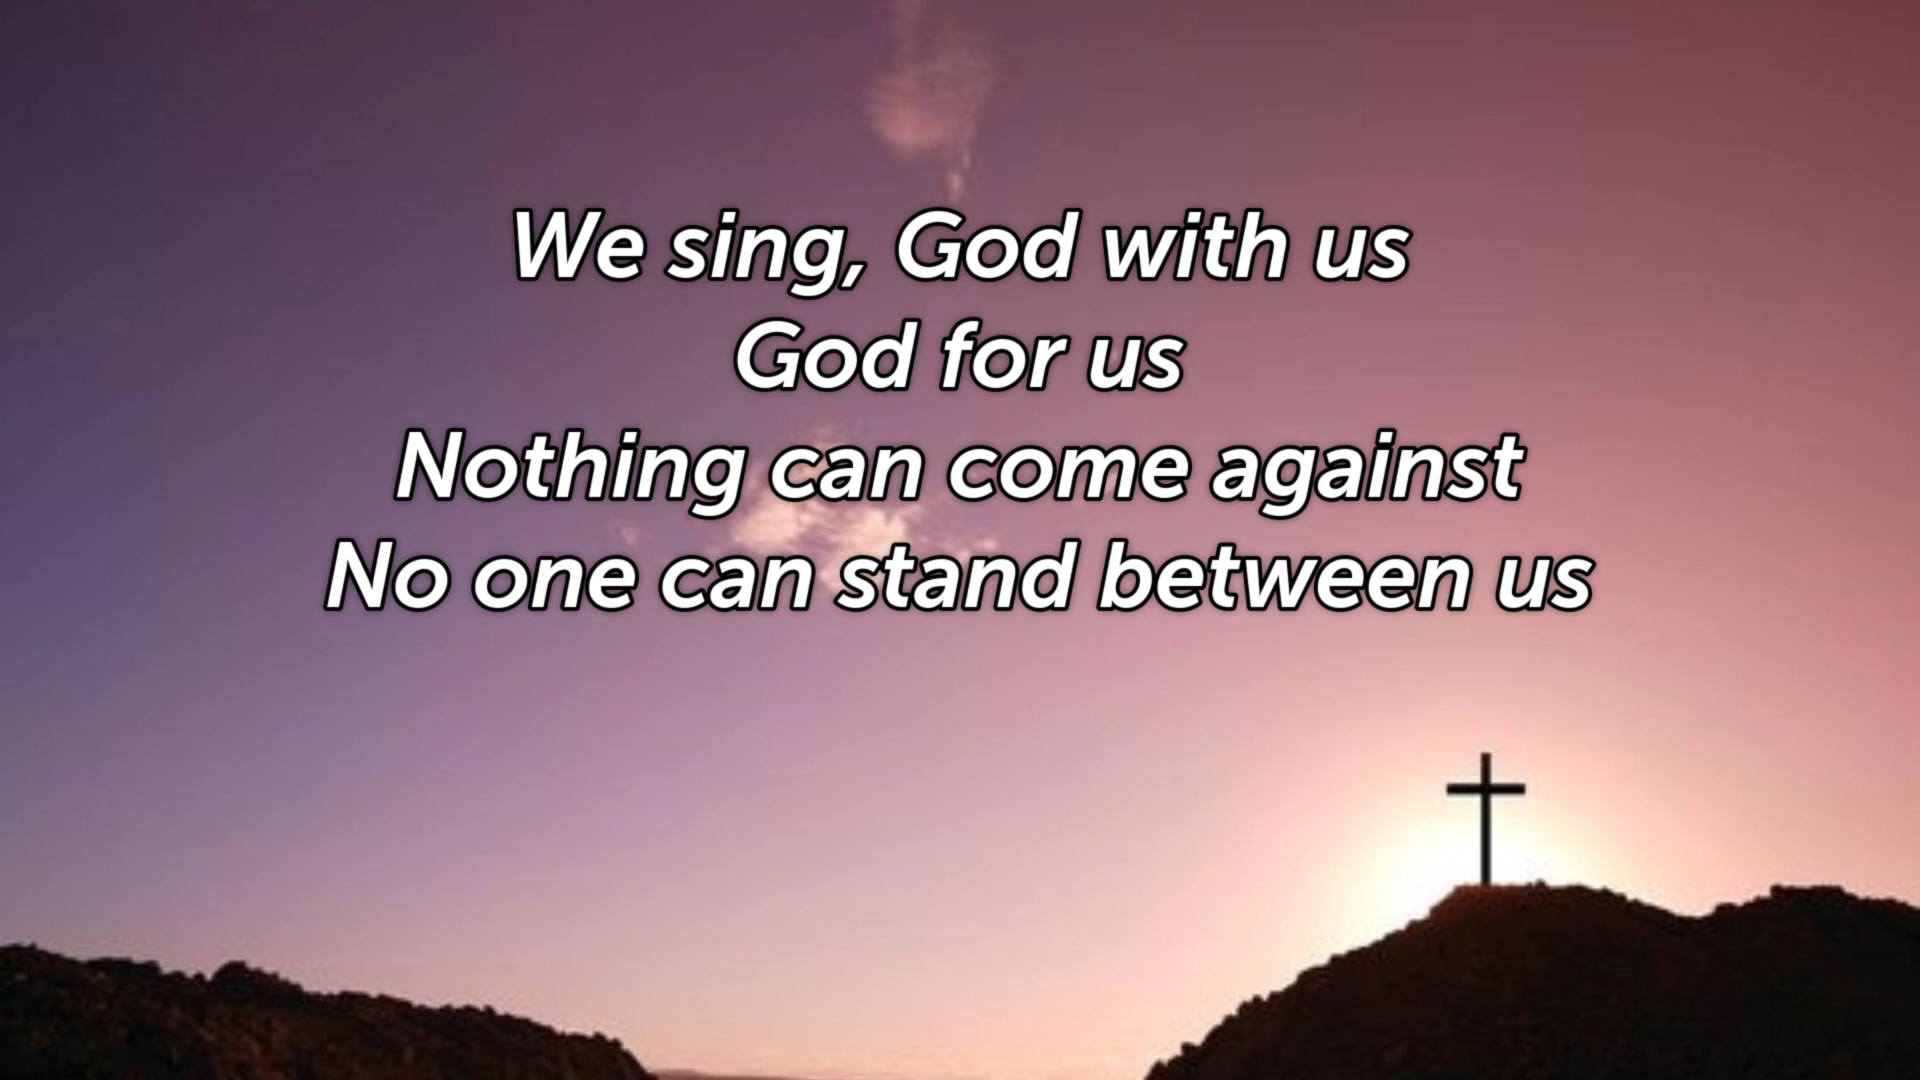 We sing, God with us
God for us
Nothing can come against
No one can stand between us